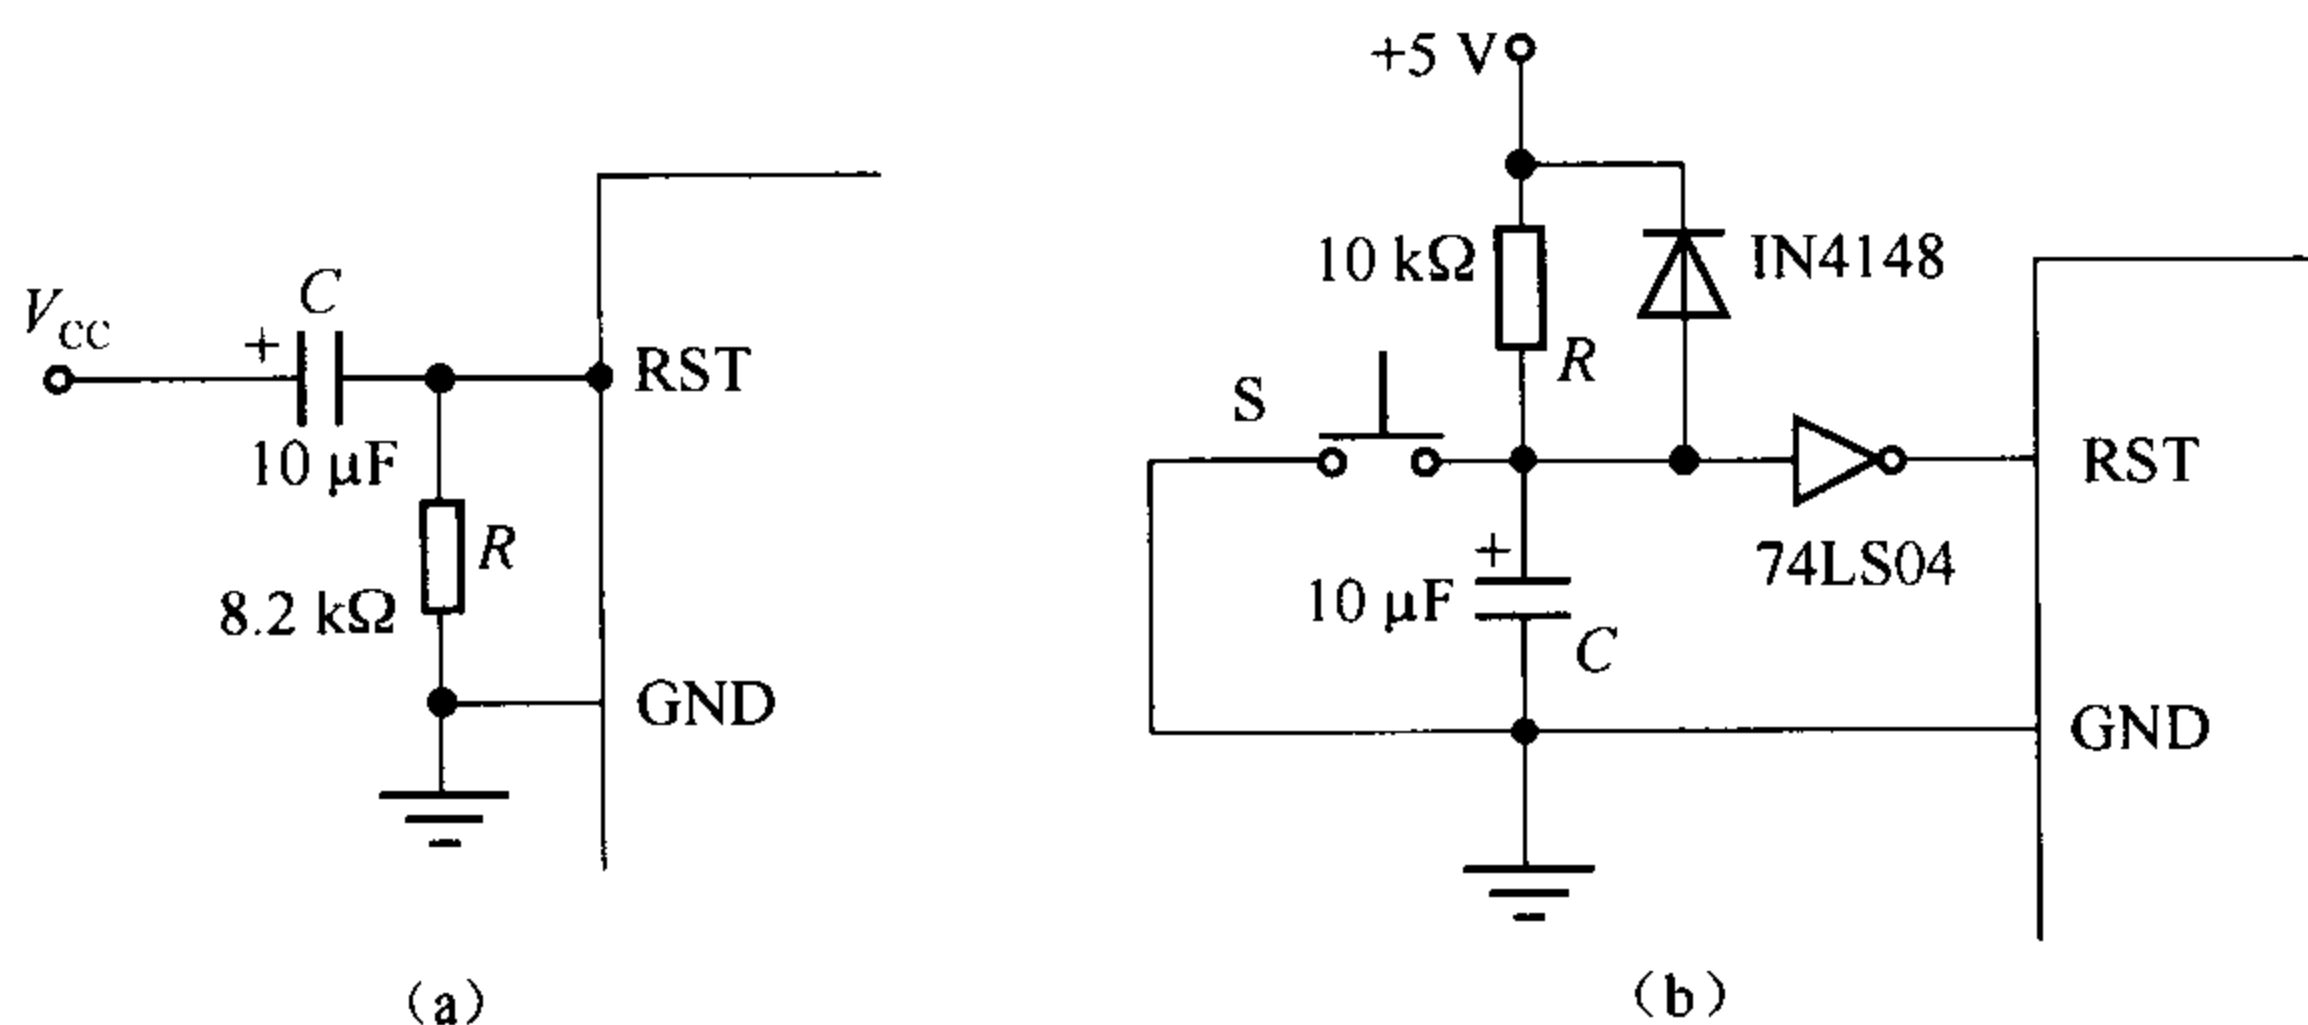 V_CC
+
C
10 μF
R
8.2 kΩ
RST
GND
(a)
+5 V
10 kΩ
R
IN4148
S
74LS04
+
10 μF
C
RST
GND
(b)